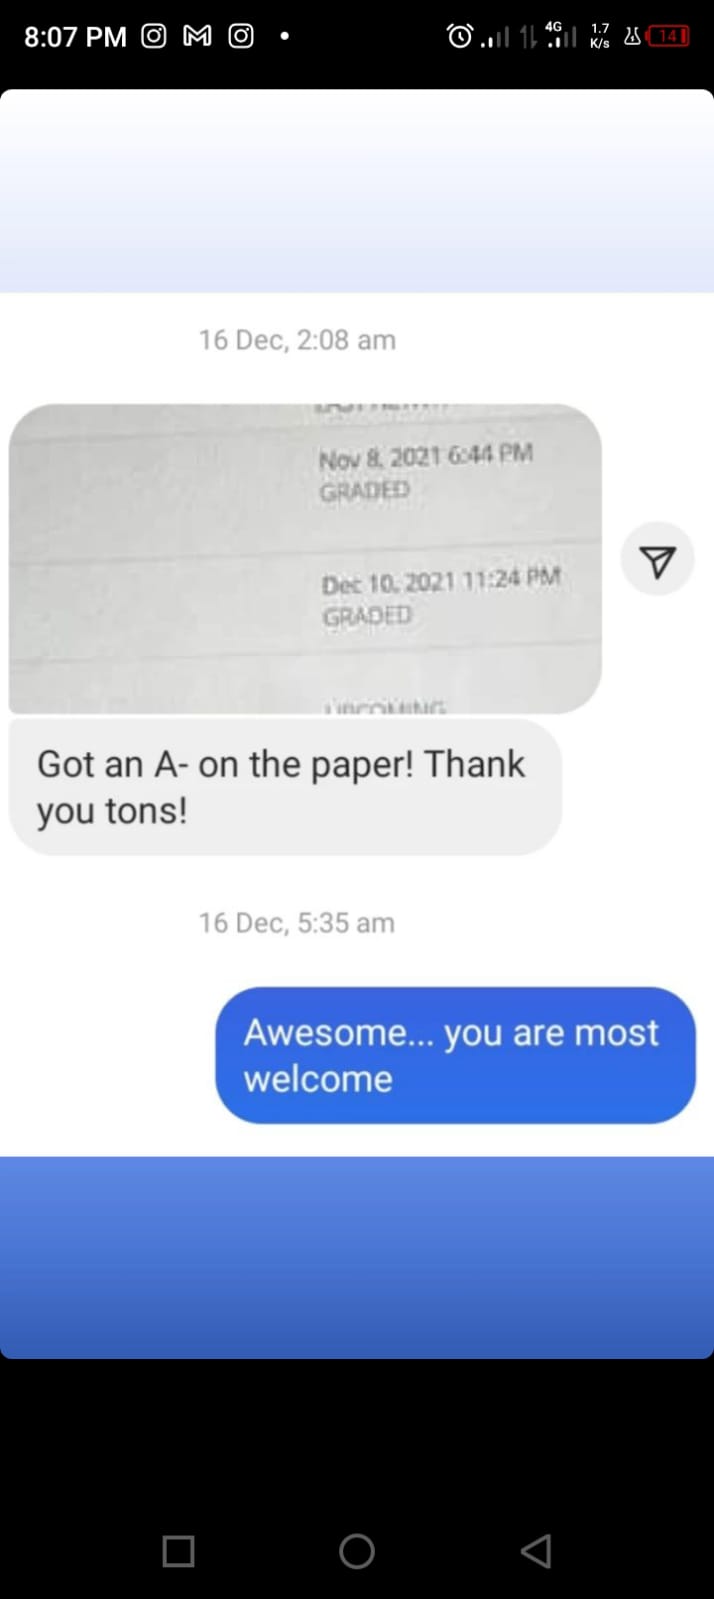 8:07 PM
4G
1.7
K/s
14
16 Dec, 2:08 am
Nov 8, 2021 6:44 PM
GRADED
Dec 10, 2021 11:24 PM
GRADED
UPCOMING
Got an A- on the paper! Thank
you tons!
16 Dec, 5:35 am
Awesome... you are most
welcome